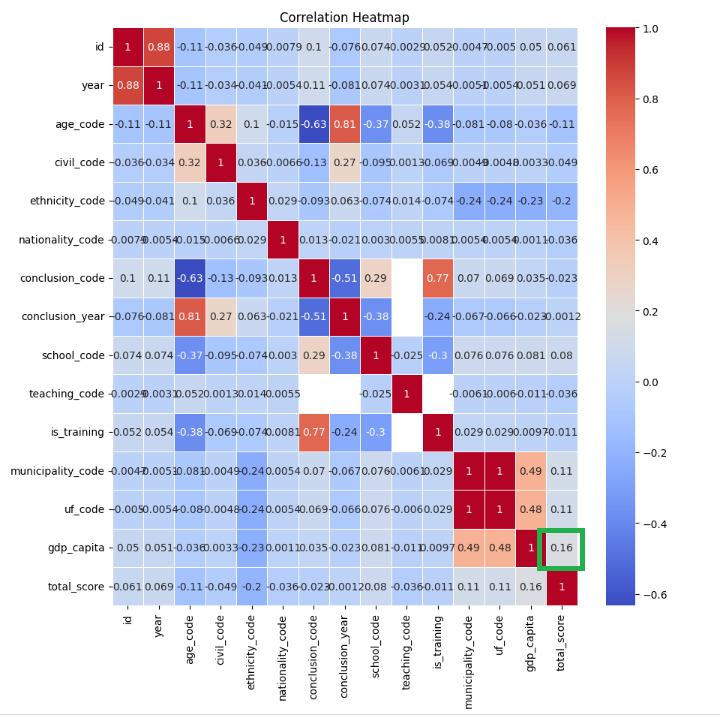 Correlation Heatmap
id 1 0.88 -0.11 -0.036 -0.049 0.0079 0.1 -0.076 0.074 0.0029 0.052 0.0047 0.005 0.05 0.061
year 0.88 1 -0.11 -0.034 -0.041 0.0054 0.11 -0.081 0.074 0.0031 0.054 0.0051 0.0054 0.051 0.069
age_code -0.11 -0.11 1 0.32 0.1 -0.015 -0.63 0.81 -0.37 0.052 -0.38 -0.081 -0.08 -0.036 -0.11
civil_code -0.036 -0.034 0.32 1 0.036 0.0066 -0.13 0.27 -0.095 0.0013 -0.069 0.0049 0.0048 0.0033 -0.049
ethnicity_code -0.049 -0.041 0.1 0.036 1 0.029 -0.093 0.063 -0.074 0.014 -0.074 -0.24 -0.24 -0.23 -0.2
nationality_code -0.0079 0.0054 0.015 0.0066 0.029 1 0.013 -0.021 0.003 0.0055 0.0081 0.0054 0.0054 0.0011 -0.036
conclusion_code 0.1 0.11 -0.63 -0.13 -0.093 0.013 1 -0.51 0.29 0.77 0.07 0.069 0.035 -0.023
conclusion_year -0.076 -0.081 0.81 0.27 0.063 -0.021 -0.51 1 -0.38 -0.24 -0.067 -0.066 -0.023 0.0012
school_code 0.074 0.074 -0.37 -0.095 -0.074 0.003 0.29 -0.38 1 -0.025 -0.3 0.076 0.076 0.081 0.08
teaching_code -0.0029 0.0031 0.052 0.0013 0.014 0.0055 -0.025 1 -0.0061 -0.006 -0.011 -0.036
is_training -0.052 0.054 -0.38 -0.069 -0.074 0.0081 0.77 -0.24 -0.3 1 0.029 0.029 0.0097 -0.011
municipality_code -0.0047 0.0051 -0.081 0.0049 -0.24 0.0054 0.07 -0.067 0.076 0.0061 0.029 1 1 0.49 0.11
uf_code -0.005 0.0054 -0.08 -0.0048 -0.24 0.0054 0.069 -0.066 0.076 -0.006 0.029 1 1 0.48 0.11
gdp_capita 0.05 0.051 -0.036 0.0033 -0.23 0.0011 0.035 -0.023 0.081 -0.011 0.0097 0.49 0.48 1 0.16
total_score -0.061 0.069 -0.11 -0.049 -0.2 -0.036 -0.023 0.0012 0.08 -0.036 -0.011 0.11 0.11 0.16 1
id year age_code civil_code ethnicity_code nationality_code conclusion_code conclusion_year school_code teaching_code is_training municipality_code uf_code gdp_capita total_score
1.0
0.8
0.6
0.4
0.2
0.0
−0.2
−0.4
−0.6